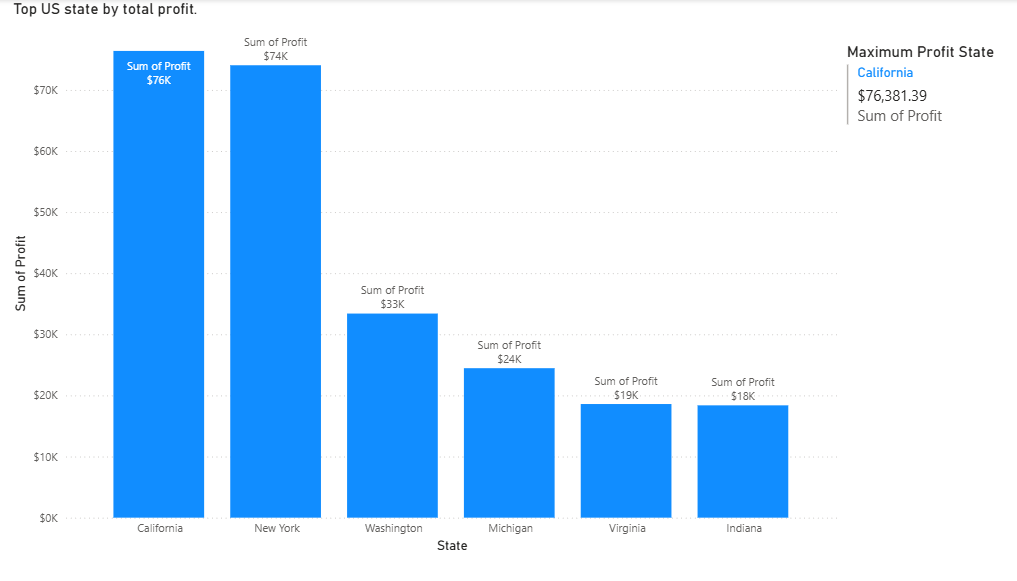 Top US state by total profit.
Sum of Profit
$76K
Sum of Profit
$74K
Sum of Profit
$33K
Sum of Profit
$24K
Sum of Profit
$19K
Sum of Profit
$18K
$70K
$60K
$50K
$40K
$30K
$20K
$10K
$0K
Sum of Profit
California
New York
Washington
Michigan
Virginia
Indiana
State
Maximum Profit State
California
$76,381.39
Sum of Profit